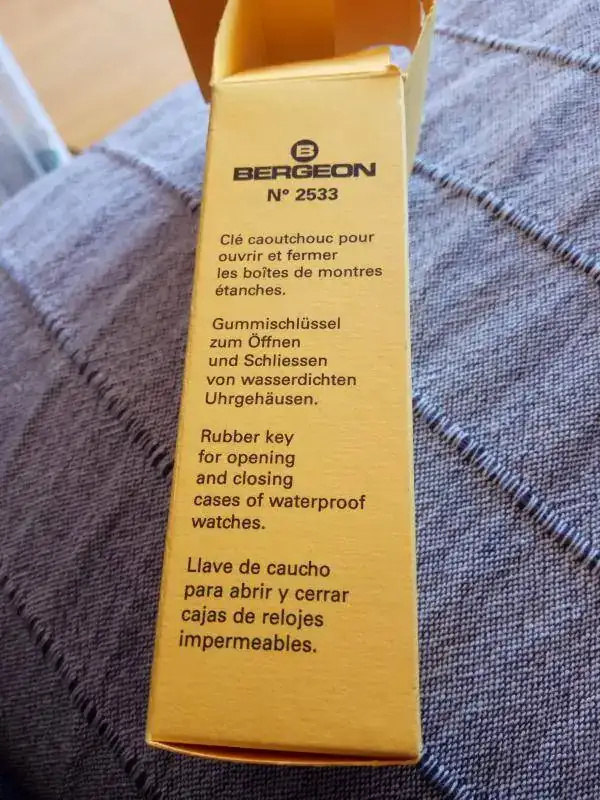 B
BERGEON
N° 2533
Clé caoutchouc pour
ouvrir et fermer
les boîtes de montres
étanches.
Gummischlüssel
zum Öffnen
und Schliessen
von wasserdichten
Uhrgehäusen.
Rubber key
for opening
and closing
cases of waterproof
watches.
Llave de caucho
para abrir y cerrar
cajas de relojes
impermeables.